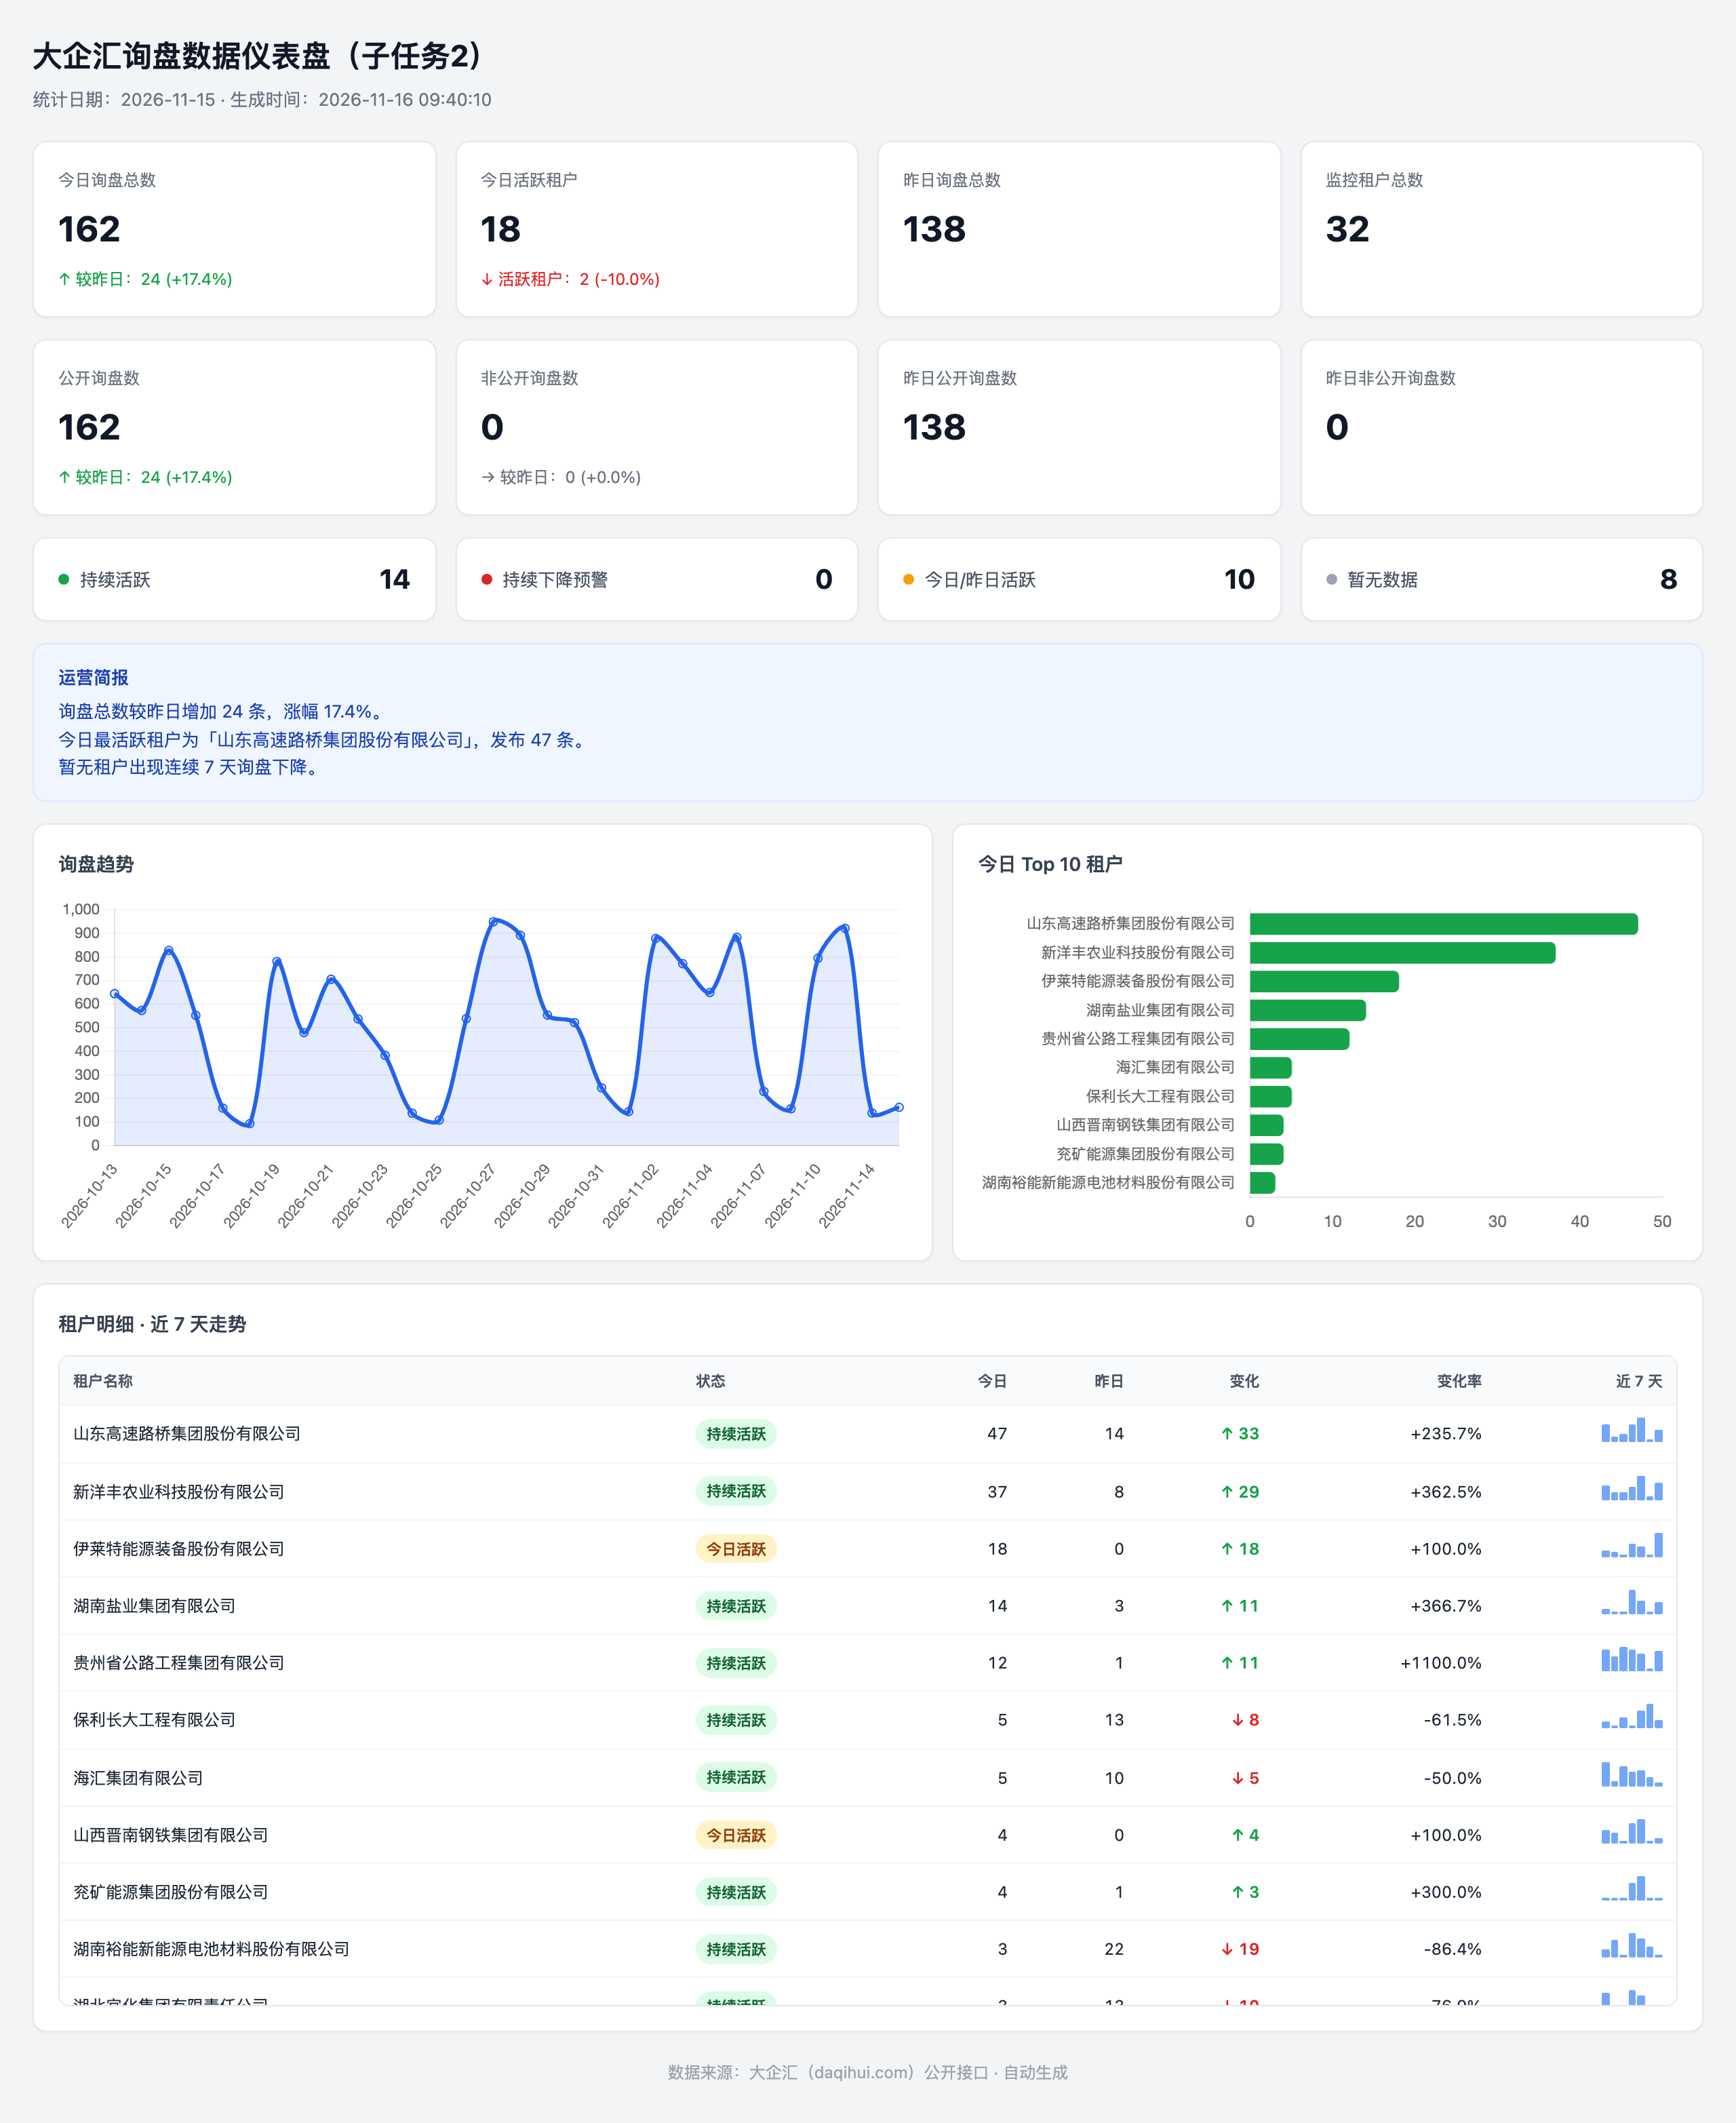 大企汇询盘数据仪表盘（子任务2）
统计日期：2026-11-15 · 生成时间：2026-11-16 09:40:10
今日询盘总数
162
↑ 较昨日：24 (+17.4%)
今日活跃租户
18
↓ 活跃租户：2 (-10.0%)
昨日询盘总数
138
监控租户总数
32
公开询盘数
162
↑ 较昨日：24 (+17.4%)
非公开询盘数
0
→ 较昨日：0 (+0.0%)
昨日公开询盘数
138
昨日非公开询盘数
0
持续活跃 14
持续下降预警 0
今日/昨日活跃 10
暂无数据 8
运营简报
询盘总数较昨日增加 24 条，涨幅 17.4%。
今日最活跃租户为「山东高速路桥集团股份有限公司」，发布 47 条。
暂无租户出现连续 7 天询盘下降。
询盘趋势
1,000
900
800
700
600
500
400
300
200
100
0
2026-10-13
2026-10-15
2026-10-17
2026-10-19
2026-10-21
2026-10-23
2026-10-25
2026-10-27
2026-10-29
2026-10-31
2026-11-02
2026-11-04
2026-11-07
2026-11-10
2026-11-14
今日 Top 10 租户
山东高速路桥集团股份有限公司
新洋丰农业科技股份有限公司
伊莱特能源装备股份有限公司
湖南盐业集团有限公司
贵州省公路工程集团有限公司
海汇集团有限公司
保利长大工程有限公司
山西晋南钢铁集团有限公司
兖矿能源集团股份有限公司
湖南裕能新能源电池材料股份有限公司
0 10 20 30 40 50
租户明细 · 近 7 天走势
租户名称 状态 今日 昨日 变化 变化率 近 7 天
山东高速路桥集团股份有限公司 持续活跃 47 14 ↑ 33 +235.7%
新洋丰农业科技股份有限公司 持续活跃 37 8 ↑ 29 +362.5%
伊莱特能源装备股份有限公司 今日活跃 18 0 ↑ 18 +100.0%
湖南盐业集团有限公司 持续活跃 14 3 ↑ 11 +366.7%
贵州省公路工程集团有限公司 持续活跃 12 1 ↑ 11 +1100.0%
保利长大工程有限公司 持续活跃 5 13 ↓ 8 -61.5%
海汇集团有限公司 持续活跃 5 10 ↓ 5 -50.0%
山西晋南钢铁集团有限公司 今日活跃 4 0 ↑ 4 +100.0%
兖矿能源集团股份有限公司 持续活跃 4 1 ↑ 3 +300.0%
湖南裕能新能源电池材料股份有限公司 持续活跃 3 22 ↓ 19 -86.4%
数据来源：大企汇（daqihui.com）公开接口 · 自动生成